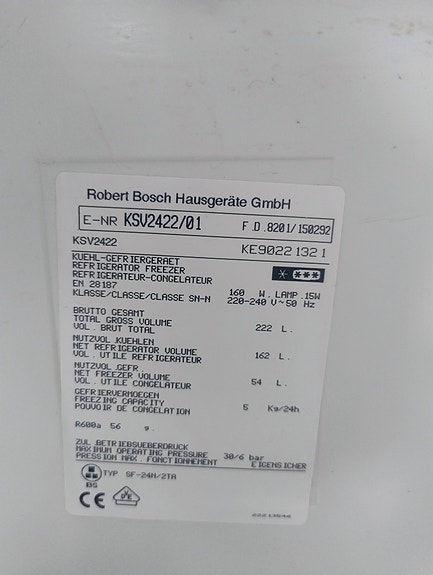 Robert Bosch Hausgeräte GmbH
E-NR KSV2422/01 F.D.8201/150292
KSV2422 KE9022 132 1
KUEHL-GEFRIERGERAET
REFRIGERATOR FREEZER
REFRIGERATEUR-CONGELATEUR
EN 28187 160 W. LAMP.15W
KLASSE/CLASSE/CLASSE SN-N 220-240 V~50 Hz
BRUTTO GESAMT
TOTAL GROSS VOLUME 222 L.
VOL. BRUT TOTAL
NUTZVOL.KUEHLEN
NET REFRIGERATOR VOLUME 162 L.
VOL. UTILE REFRIGERATEUR
NUTZVOL.GEFR.
NET FREEZER VOLUME 54 L.
VOL. UTILE CONGELATEUR
GEFRIERVERMOEGEN
FREEZING CAPACITY 5 Kg/24h
POUVOIR DE CONGELATION
R600a 56 g.
ZUL.BETRIEBSUEBERDRUCK
MAXIMUM OPERATING PRESSURE 30/6 bar
PRESSION MAX. FONCTIONNEMENT EIGENSICHER
TYP SF-24N/2TA
CE